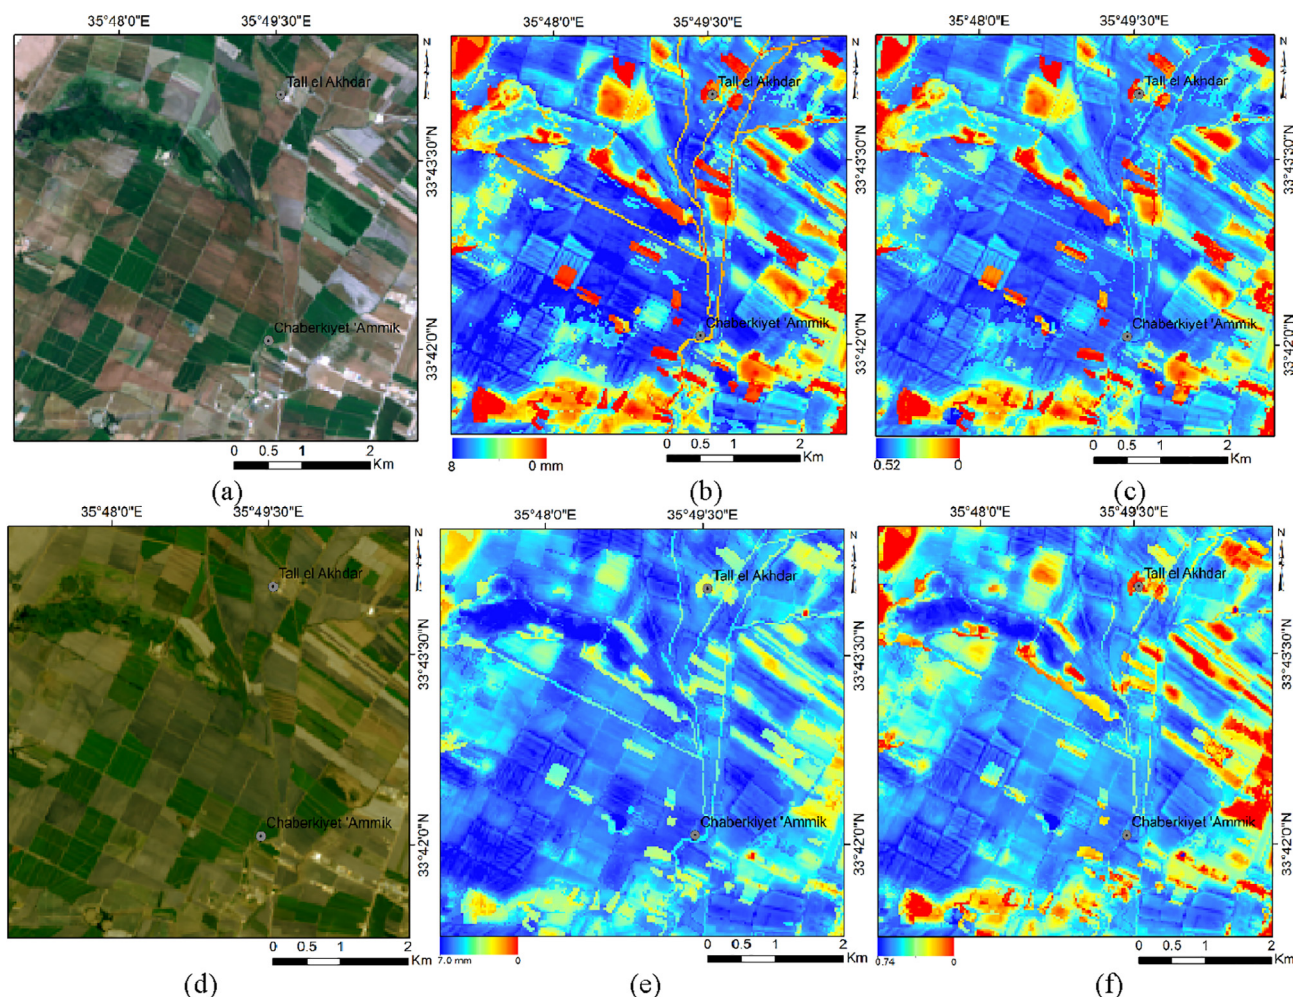 35°48'0"E 35°49'30"E
N
Tall el Akhdar
33°43'30"N
Chaberkiyet 'Ammik
33°42'0"N
0 0.5 1 2
Km
(a)
35°48'0"E 35°49'30"E
N
Tall el Akhdar
33°43'30"N
Chaberkiyet 'Ammik
33°42'0"N
8 0 mm
0 0.5 1 2
Km
(b)
35°48'0"E 35°49'30"E
N
Tall el Akhdar
33°43'30"N
Chaberkiyet 'Ammik
33°42'0"N
0.52 0
0 0.5 1 2
Km
(c)
35°48'0"E 35°49'30"E
N
Tall el Akhdar
33°43'30"N
Chaberkiyet 'Ammik
33°42'0"N
0 0.5 1 2
Km
(d)
35°48'0"E 35°49'30"E
N
Tall el Akhdar
33°43'30"N
Chaberkiyet 'Ammik
33°42'0"N
7.0 mm 0
0 0.5 1 2
Km
(e)
35°48'0"E 35°49'30"E
N
Tall el Akhdar
33°43'30"N
Chaberkiyet 'Ammik
33°42'0"N
0.74 0
0 0.5 1 2
Km
(f)